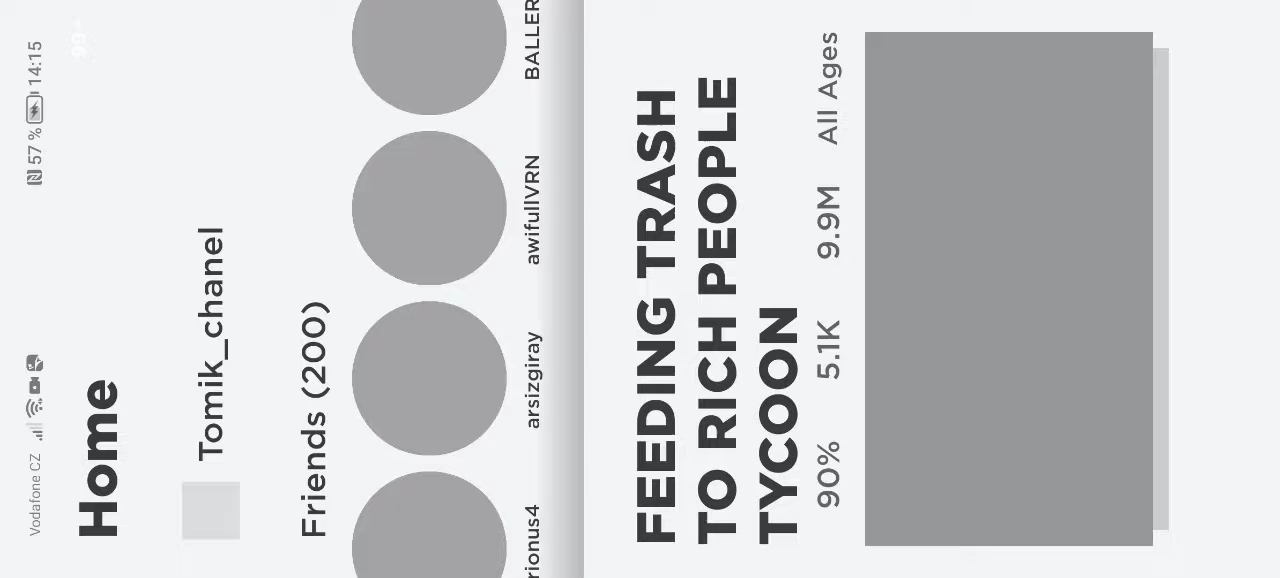 Vodafone CZ 57 % 14:15
99+
Home
Tomik_chanel
Friends (200)
rionus4 arsizgiray awifullVRN BALLER
FEEDING TRASH
TO RICH PEOPLE
TYCOON
90% 5.1K 9.9M All Ages